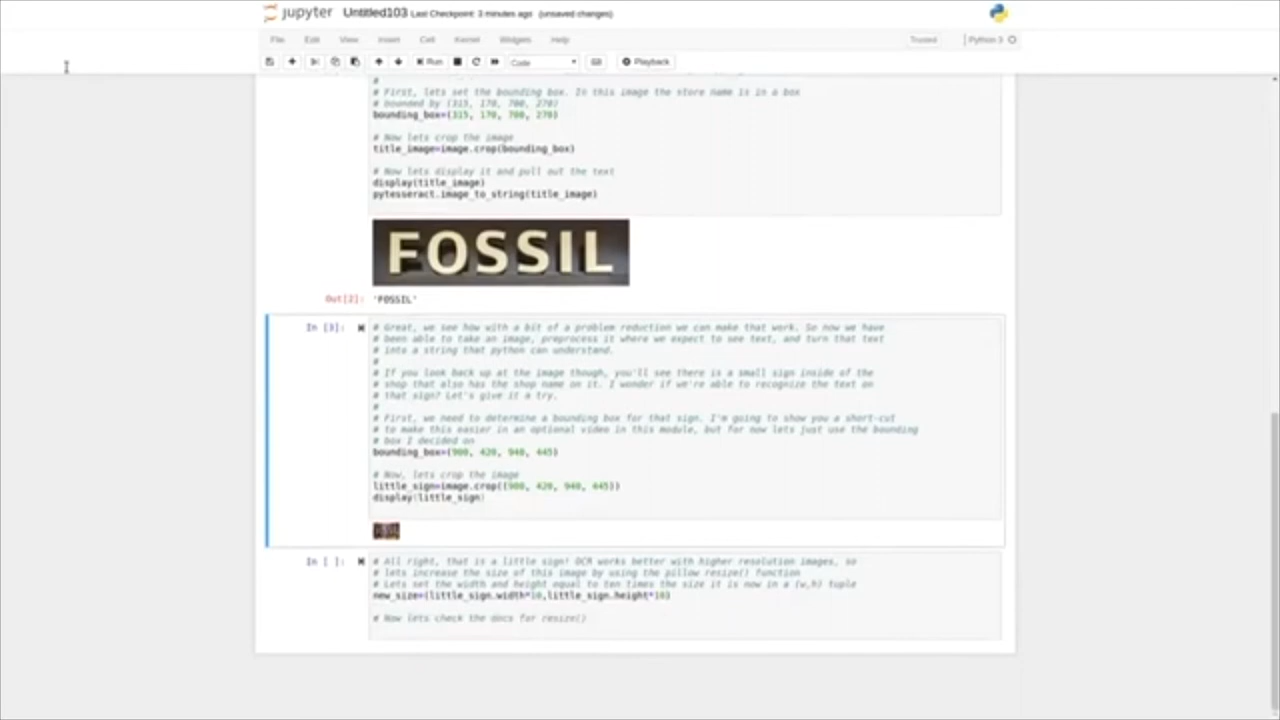 jupyter Untitled103 Last Checkpoint: 3 minutes ago (unsaved changes)
File Edit View Insert Cell Kernel Widgets Help Trusted Python 3
Run Code Playback
#
# First, lets set the bounding box. In this image the store name is in a box
# bounded by (315, 170, 700, 270)
bounding_box=(315, 170, 700, 270)
# Now lets crop the image
title_image=image.crop(bounding_box)
# Now lets display it and pull out the text
display(title_image)
pytesseract.image_to_string(title_image)
FOSSIL
Out[2]: 'FOSSIL'
In [3]: # Great, we see how with a bit of a problem reduction we can make that work. So now we have
# been able to take an image, preprocess it where we expect to see text, and turn that text
# into a string that python can understand.
#
# If you look back up at the image though, you'll see there is a small sign inside of the
# shop that also has the shop name on it. I wonder if we're able to recognize the text on
# that sign? Let's give it a try.
#
# First, we need to determine a bounding box for that sign. I'm going to show you a short-cut
# to make this easier in an optional video in this module, but for now lets just use the bounding
# box I decided on
bounding_box=(900, 420, 940, 445)
# Now, lets crop the image
little_sign=image.crop((900, 420, 940, 445))
display(little_sign)
In [ ]: # All right, that is a little sign! OCR works better with higher resolution images, so
# lets increase the size of this image by using the pillow resize() function
# Lets set the width and height equal to ten times the size it is now in a (w,h) tuple
new_size=(little_sign.width*10,little_sign.height*10)
# Now lets check the docs for resize()